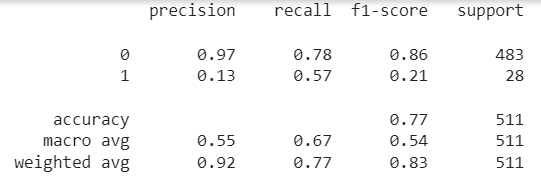 precision recall f1-score support
0 0.97 0.78 0.86 483
1 0.13 0.57 0.21 28
accuracy 0.77 511
macro avg 0.55 0.67 0.54 511
weighted avg 0.92 0.77 0.83 511